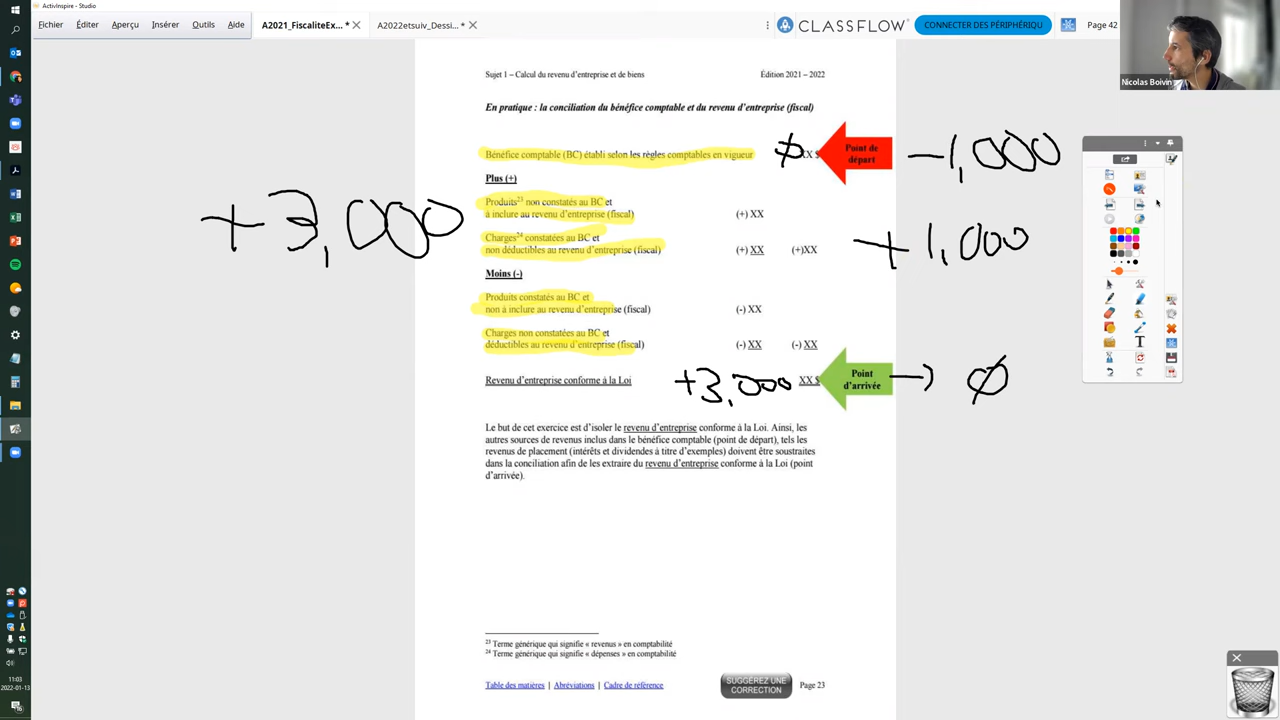 ActivInspire - Studio
Fichier Éditer Aperçu Insérer Outils Aide A2021_FiscaliteEx... * A2022etsuiv_Dessi... * CLASSFLOW CONNECTER DES PÉRIPHÉRIQU Page 42
Nicolas Boivin
Sujet 1 – Calcul du revenu d'entreprise et de biens Édition 2021 - 2022
En pratique : la conciliation du bénéfice comptable et du revenu d'entreprise (fiscal)
Bénéfice comptable (BC) établi selon les règles comptables en vigueur ∅ XX $ Point de départ -1,000
Plus (+)
Produits23 non constatés au BC et
à inclure au revenu d'entreprise (fiscal) (+) XX
+3,000
Charges24 constatées au BC et
non déductibles au revenu d'entreprise (fiscal) (+) XX (+)XX +1,000
Moins (-)
Produits constatés au BC et
non à inclure au revenu d'entreprise (fiscal) (-) XX
Charges non constatées au BC et
déductibles au revenu d'entreprise (fiscal) (-) XX (-) XX
Revenu d'entreprise conforme à la Loi +3,000 XX $ Point d'arrivée → ∅
Le but de cet exercice est d'isoler le revenu d'entreprise conforme à la Loi. Ainsi, les
autres sources de revenus inclus dans le bénéfice comptable (point de départ), tels les
revenus de placement (intérêts et dividendes à titre d'exemples) doivent être soustraites
dans la conciliation afin de les extraire du revenu d'entreprise conforme à la Loi (point
d'arrivée).
23 Terme générique qui signifie « revenus » en comptabilité
24 Terme générique qui signifie « dépenses » en comptabilité
Table des matières | Abréviations | Cadre de référence SUGGÉREZ UNE CORRECTION Page 23
11:03
2022-01-13